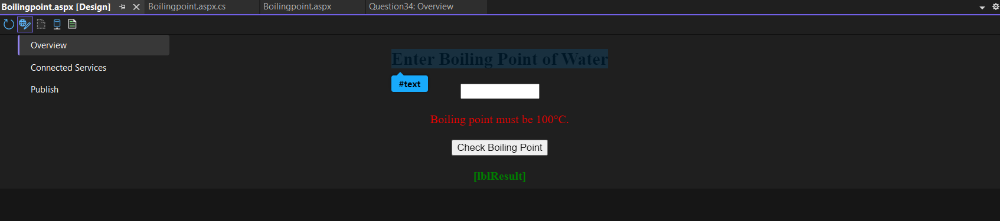 Boilingpoint.aspx [Design]
Boilingpoint.aspx.cs
Boilingpoint.aspx
Question34: Overview
Overview
Connected Services
Publish
Enter Boiling Point of Water
#text
Boiling point must be 100°C.
Check Boiling Point
[lblResult]